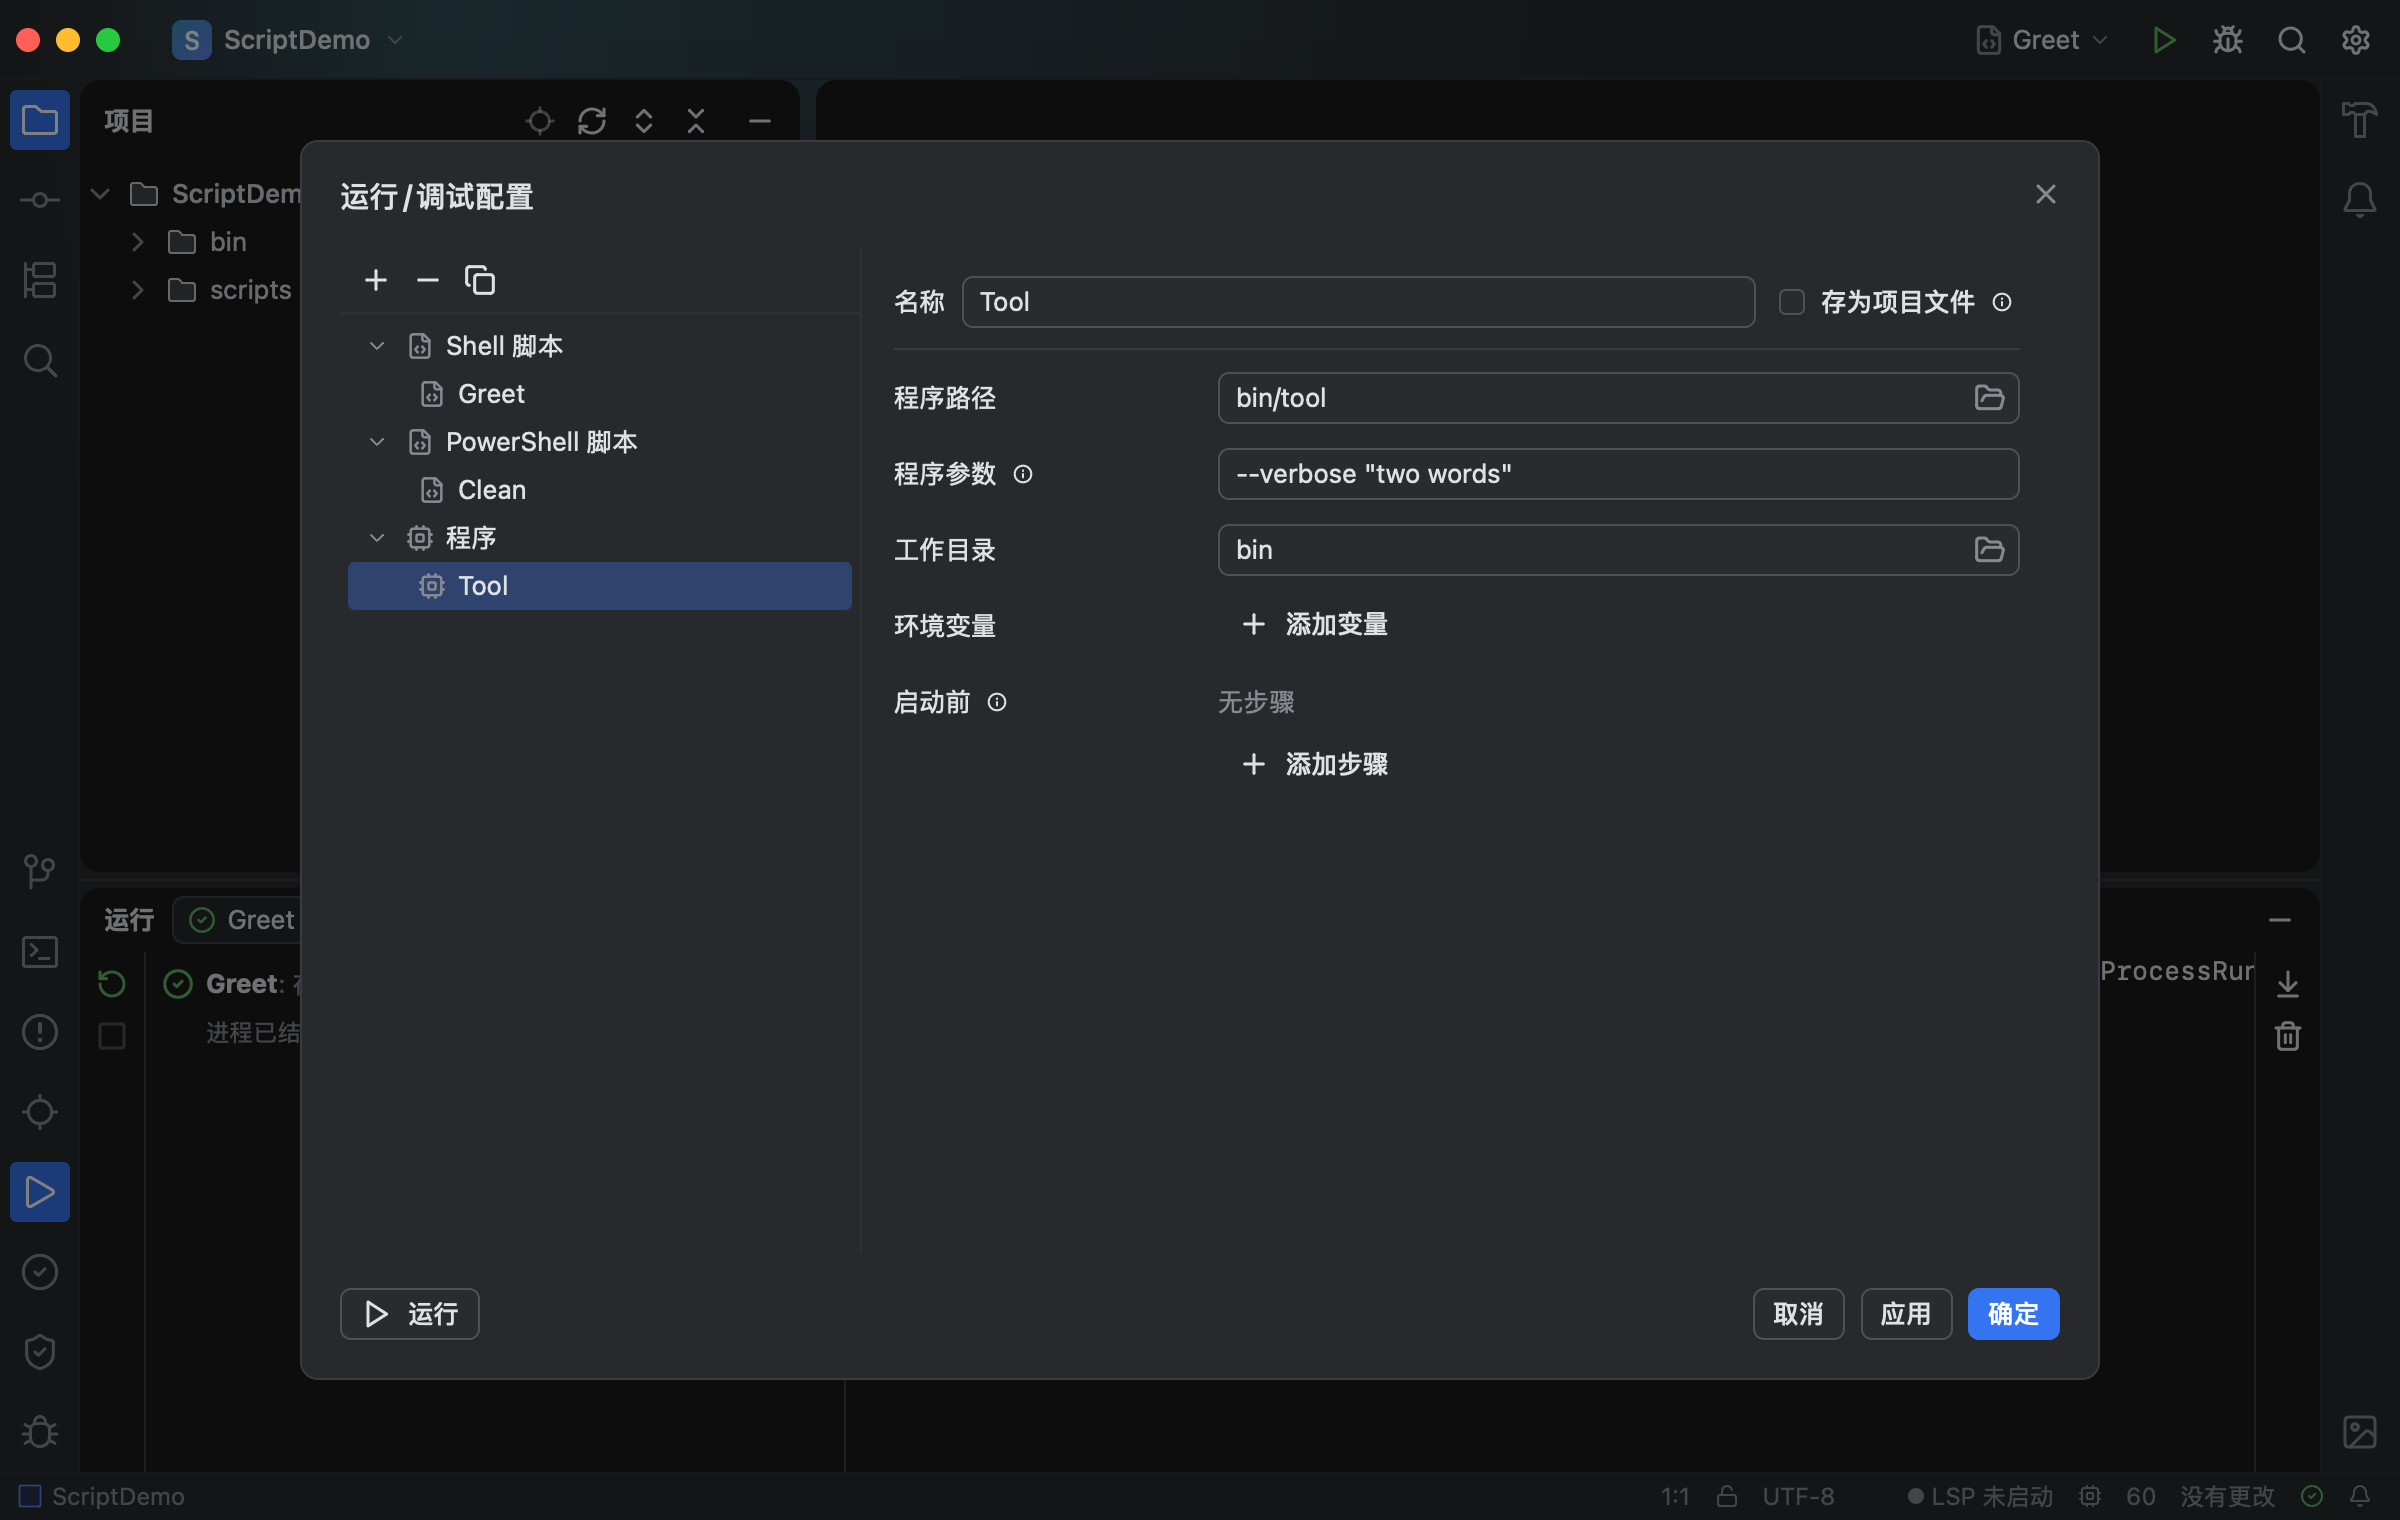 S ScriptDemo
Greet
项目
ScriptDem
bin
scripts
运行/调试配置
Shell 脚本
Greet
PowerShell 脚本
Clean
程序
Tool
名称 Tool 存为项目文件
程序路径 bin/tool
程序参数 --verbose "two words"
工作目录 bin
环境变量 添加变量
启动前 无步骤
添加步骤
运行 取消 应用 确定
运行 Greet
Greet:
进程已结
ProcessRun
ScriptDemo 1:1 UTF-8 LSP 未启动 60 没有更改